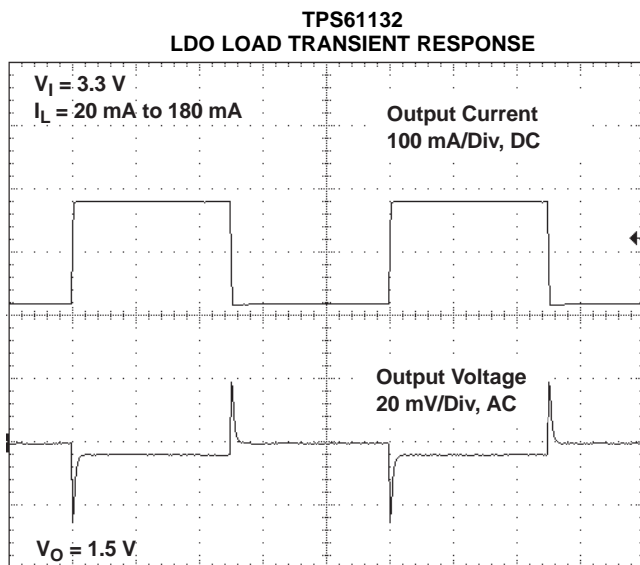 TPS61132
LDO LOAD TRANSIENT RESPONSE
V_I = 3.3 V
I_L = 20 mA to 180 mA
Output Current
100 mA/Div, DC
Output Voltage
20 mV/Div, AC
V_O = 1.5 V